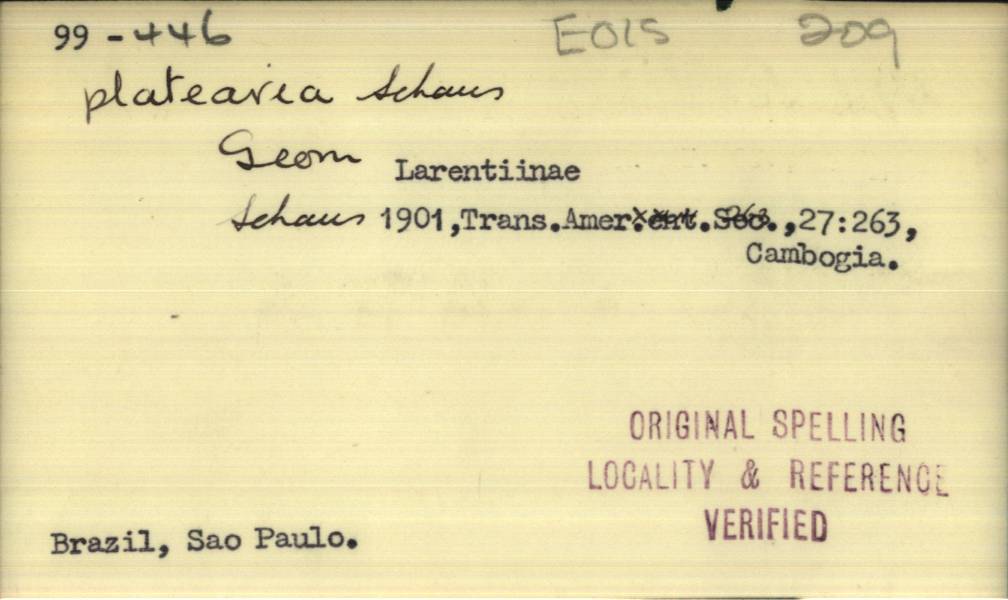 99 - 446 EOIS 209
platearia Schaus
Geom Larentiinae
Schaus 1901,Trans.Amer.ent.Soc.,27:263,
Cambogia.
ORIGINAL SPELLING
LOCALITY & REFERENCE
VERIFIED
Brazil, Sao Paulo.